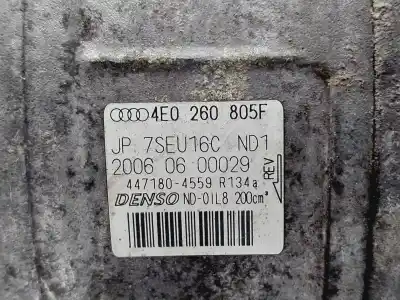 4E0 260 805F
JP 7SEU16C ND1
2006 06 00029
447180-4559 R134a
DENSO ND-OIL8 200cm³
REV